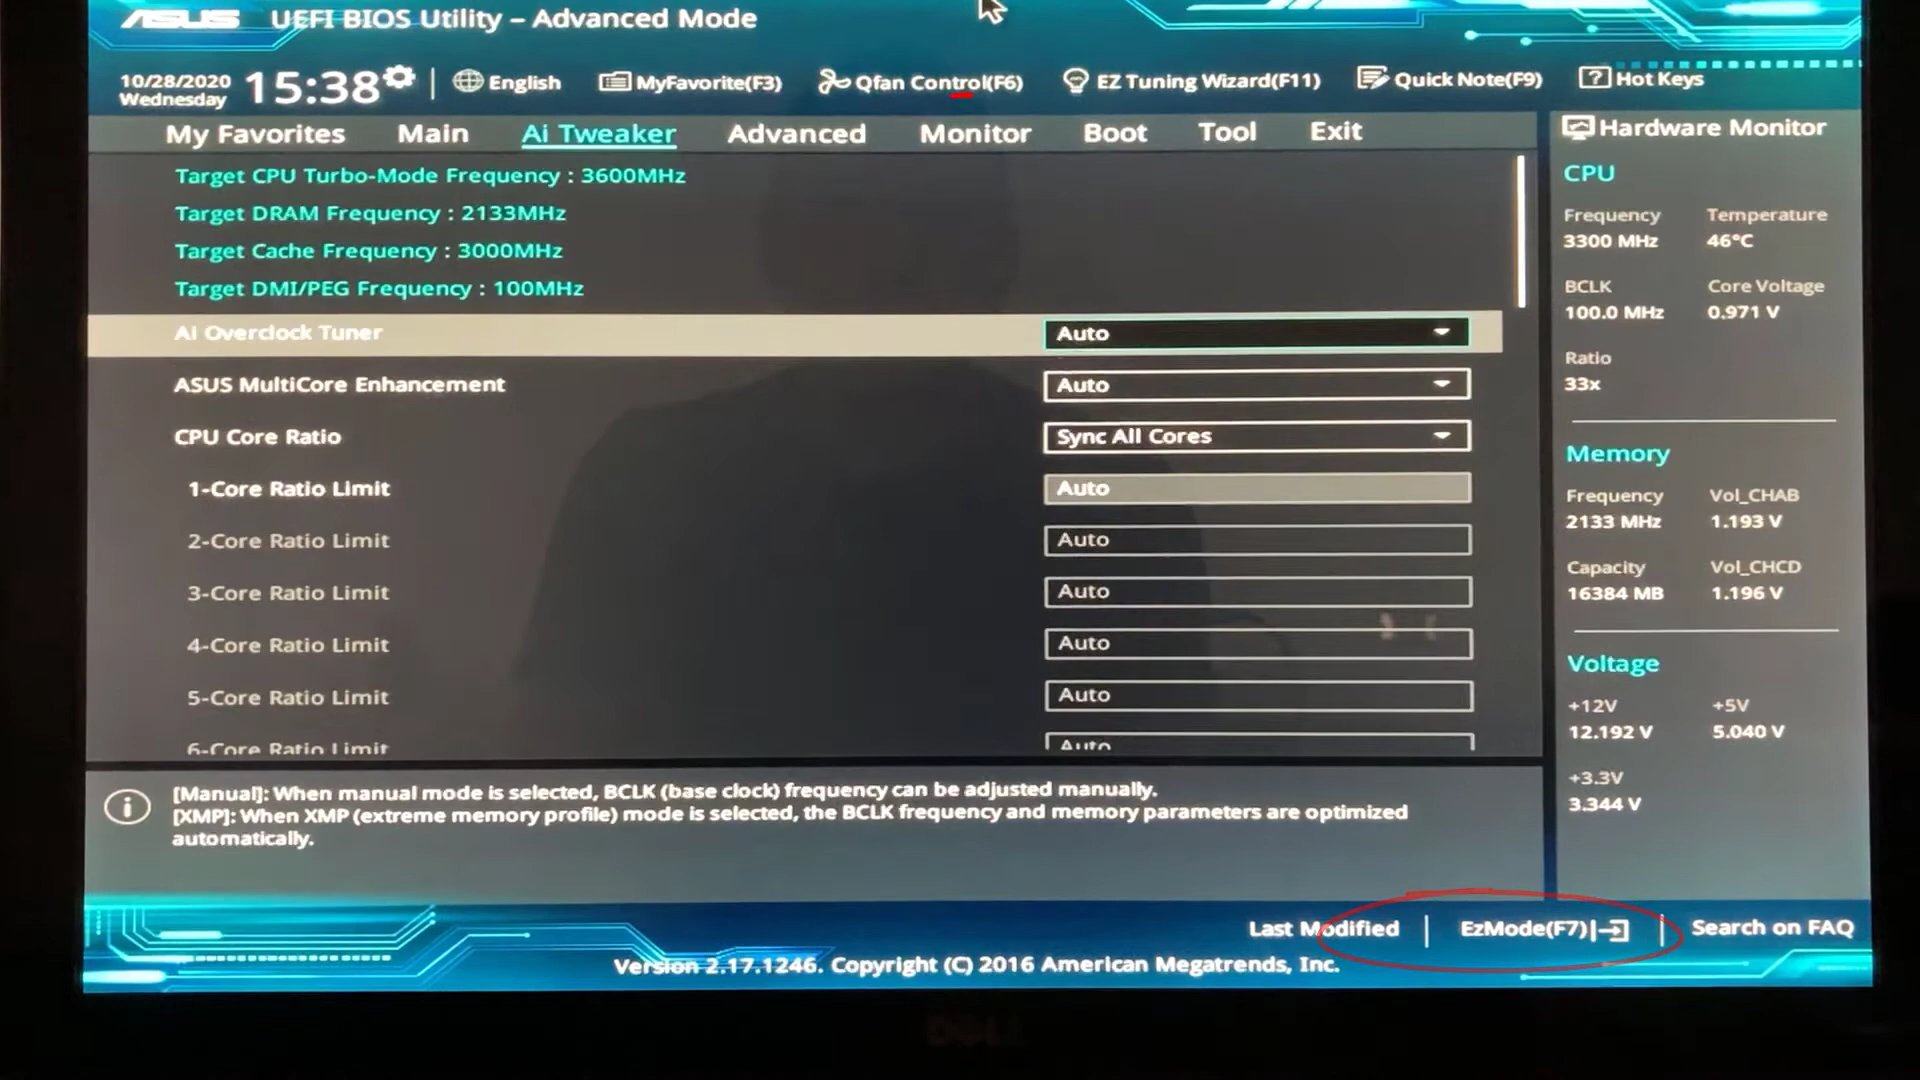 ASUS UEFI BIOS Utility – Advanced Mode
10/28/2020
Wednesday
15:38
English
MyFavorite(F3)
Qfan Control(F6)
EZ Tuning Wizard(F11)
Quick Note(F9)
? Hot Keys
My Favorites
Main
Ai Tweaker
Advanced
Monitor
Boot
Tool
Exit
Target CPU Turbo-Mode Frequency : 3600MHz
Target DRAM Frequency : 2133MHz
Target Cache Frequency : 3000MHz
Target DMI/PEG Frequency : 100MHz
Ai Overclock Tuner Auto
ASUS MultiCore Enhancement Auto
CPU Core Ratio Sync All Cores
1-Core Ratio Limit Auto
2-Core Ratio Limit Auto
3-Core Ratio Limit Auto
4-Core Ratio Limit Auto
5-Core Ratio Limit Auto
6-Core Ratio Limit Auto
[Manual]: When manual mode is selected, BCLK (base clock) frequency can be adjusted manually.
[XMP]: When XMP (extreme memory profile) mode is selected, the BCLK frequency and memory parameters are optimized
automatically.
Hardware Monitor
CPU
Frequency Temperature
3300 MHz 46°C
BCLK Core Voltage
100.0 MHz 0.971 V
Ratio
33x
Memory
Frequency Vol_CHAB
2133 MHz 1.193 V
Capacity Vol_CHCD
16384 MB 1.196 V
Voltage
+12V +5V
12.192 V 5.040 V
+3.3V
3.344 V
Last Modified
EzMode(F7)
Search on FAQ
Version 2.17.1246. Copyright (C) 2016 American Megatrends, Inc.
DELL